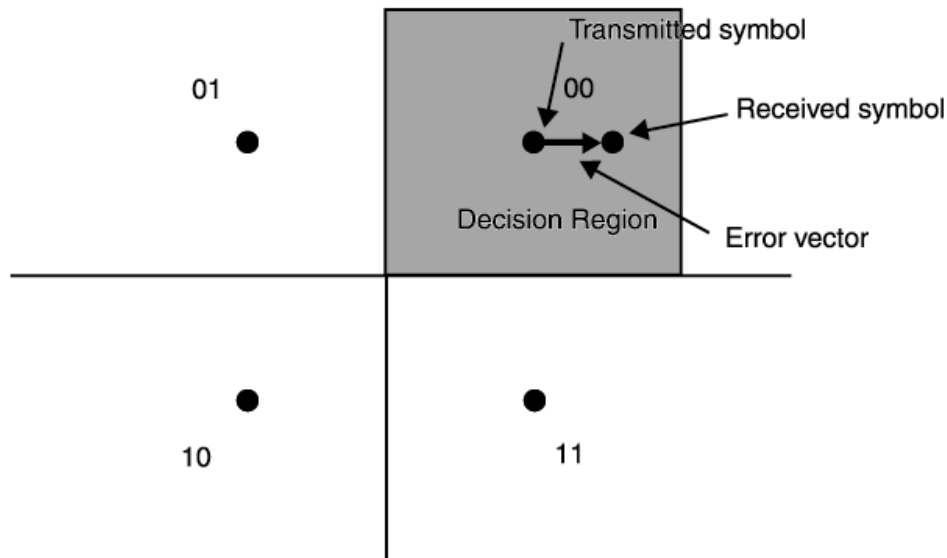 Transmitted symbol
01
00
Received symbol
Decision Region
Error vector
10
11